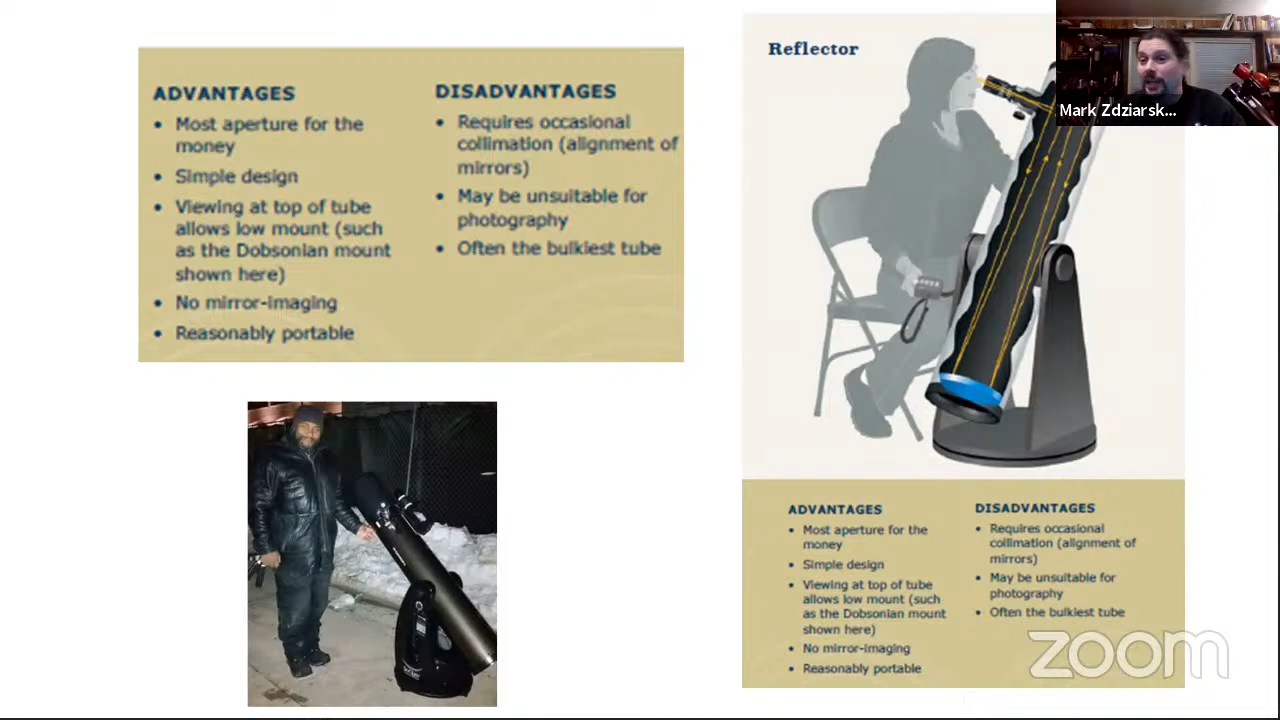 ADVANTAGES
• Most aperture for the
money
• Simple design
• Viewing at top of tube
allows low mount (such
as the Dobsonian mount
shown here)
• No mirror-imaging
• Reasonably portable
DISADVANTAGES
• Requires occasional
collimation (alignment of
mirrors)
• May be unsuitable for
photography
• Often the bulkiest tube
Reflector
Mark Zdziarsk...
ADVANTAGES
• Most aperture for the
money
• Simple design
• Viewing at top of tube
allows low mount (such
as the Dobsonian mount
shown here)
• No mirror-imaging
• Reasonably portable
DISADVANTAGES
• Requires occasional
collimation (alignment of
mirrors)
• May be unsuitable for
photography
• Often the bulkiest tube
zoom